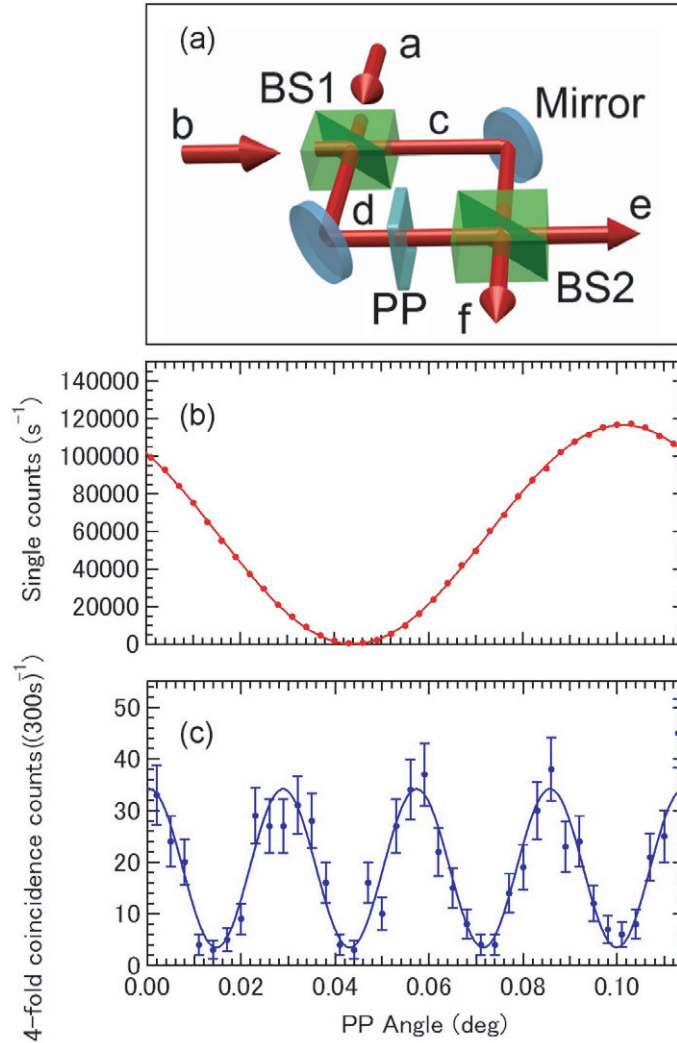 (a)
a
BS1
Mirror
b
c
d
e
PP
BS2
f
(b)
Single counts (s⁻¹)
140000
120000
100000
80000
60000
40000
20000
0
(c)
4-fold coincidence counts((300s)⁻¹)
50
40
30
20
10
0
0.00 0.02 0.04 0.06 0.08 0.10
PP Angle (deg)